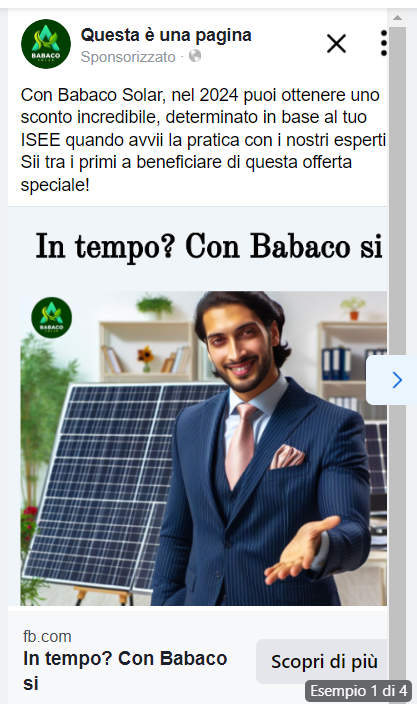 Questa è una pagina
Sponsorizzato ·
Con Babaco Solar, nel 2024 puoi ottenere uno
sconto incredibile, determinato in base al tuo
ISEE quando avvii la pratica con i nostri esperti
Sii tra i primi a beneficiare di questa offerta
speciale!
In tempo? Con Babaco si
BABACO
SOLAR
fb.com
In tempo? Con Babaco
si
Scopri di più
Esempio 1 di 4